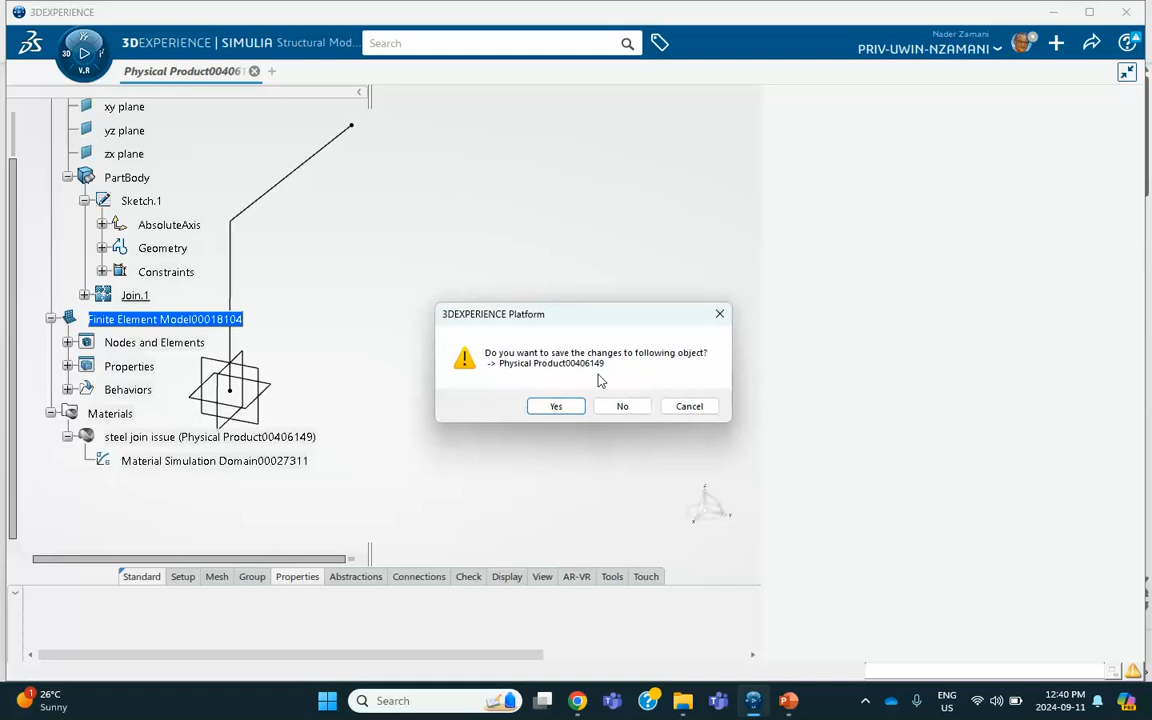 3DEXPERIENCE
3DEXPERIENCE | SIMULIA Structural Mod...
Search
Nader Zamani
PRIV-UWIN-NZAMANI
3D
V.R
Physical Product00406
xy plane
yz plane
zx plane
PartBody
Sketch.1
AbsoluteAxis
Geometry
Constraints
Join.1
Finite Element Model00018104
Nodes and Elements
Properties
Behaviors
Materials
steel join issue (Physical Product00406149)
Material Simulation Domain00027311
3DEXPERIENCE Platform
Do you want to save the changes to following object?
-> Physical Product00406149
Yes No Cancel
z
x y
Standard Setup Mesh Group Properties Abstractions Connections Check Display View AR-VR Tools Touch
1
26°C
Sunny
Search
ENG
US
12:40 PM
2024-09-11